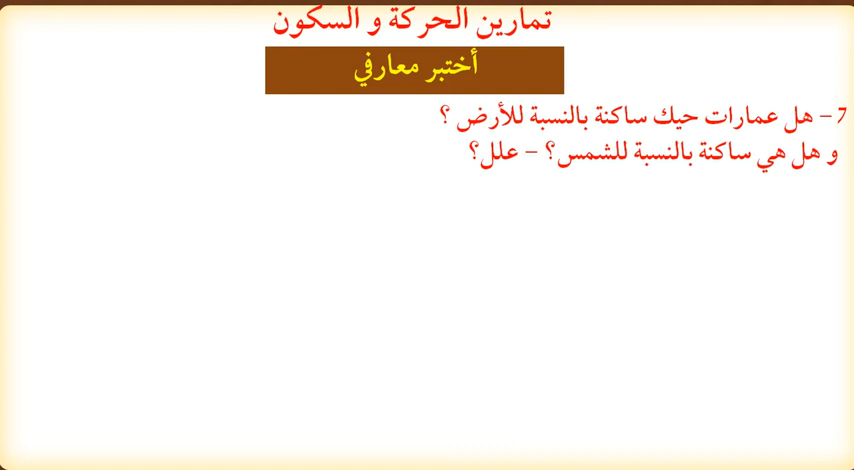 تمارين الحركة و السكون
أختبر معارفي
7 – هل عمارات حيك ساكنة بالنسبة للأرض ؟
و هل هي ساكنة بالنسبة للشمس؟ – علل؟